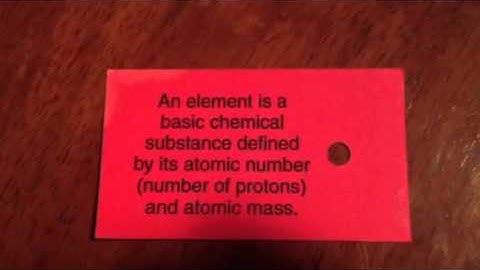 An element is a
basic chemical
substance defined
by its atomic number
(number of protons)
and atomic mass.